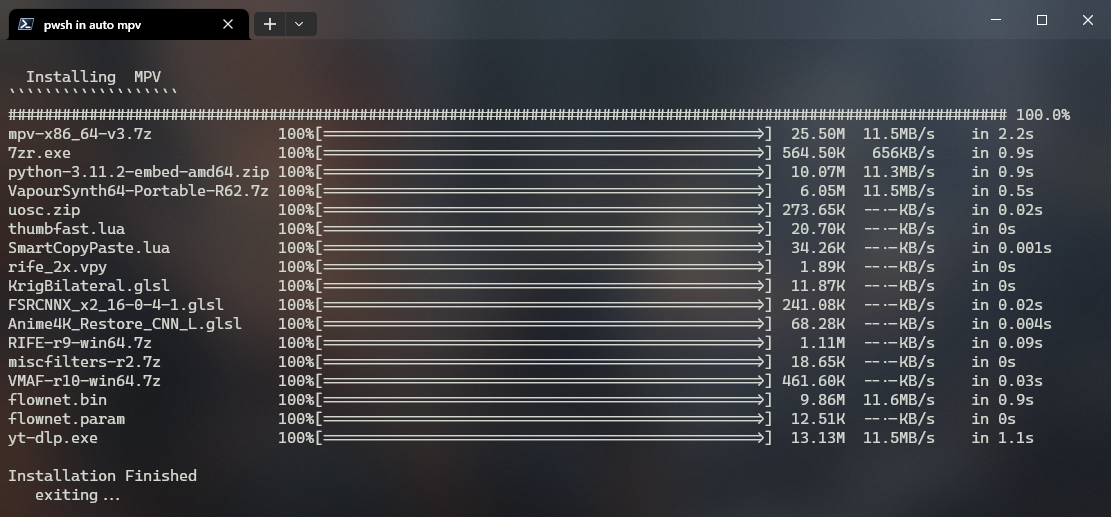 pwsh in auto mpv
Installing MPV
```````````````````
############################################################################################################### 100.0%
mpv-x86_64-v3.7z 100%[================================================>] 25.50M 11.5MB/s in 2.2s
7zr.exe 100%[================================================>] 564.50K 656KB/s in 0.9s
python-3.11.2-embed-amd64.zip 100%[================================================>] 10.07M 11.3MB/s in 0.9s
VapourSynth64-Portable-R62.7z 100%[================================================>] 6.05M 11.5MB/s in 0.5s
uosc.zip 100%[================================================>] 273.65K --.-KB/s in 0.02s
thumbfast.lua 100%[================================================>] 20.70K --.-KB/s in 0s
SmartCopyPaste.lua 100%[================================================>] 34.26K --.-KB/s in 0.001s
rife_2x.vpy 100%[================================================>] 1.89K --.-KB/s in 0s
KrigBilateral.glsl 100%[================================================>] 11.87K --.-KB/s in 0s
FSRCNNX_x2_16-0-4-1.glsl 100%[================================================>] 241.08K --.-KB/s in 0.02s
Anime4K_Restore_CNN_L.glsl 100%[================================================>] 68.28K --.-KB/s in 0.004s
RIFE-r9-win64.7z 100%[================================================>] 1.11M --.-KB/s in 0.09s
miscfilters-r2.7z 100%[================================================>] 18.65K --.-KB/s in 0s
VMAF-r10-win64.7z 100%[================================================>] 461.60K --.-KB/s in 0.03s
flownet.bin 100%[================================================>] 9.86M 11.6MB/s in 0.9s
flownet.param 100%[================================================>] 12.51K --.-KB/s in 0s
yt-dlp.exe 100%[================================================>] 13.13M 11.5MB/s in 1.1s
Installation Finished
exiting...